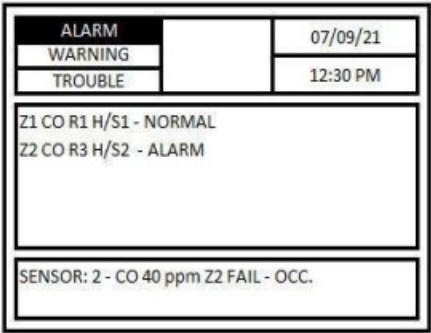 ALARM
WARNING
TROUBLE
07/09/21
12:30 PM
Z1 CO R1 H/S1 - NORMAL
Z2 CO R3 H/S2 - ALARM
SENSOR: 2 - CO 40 ppm Z2 FAIL - OCC.